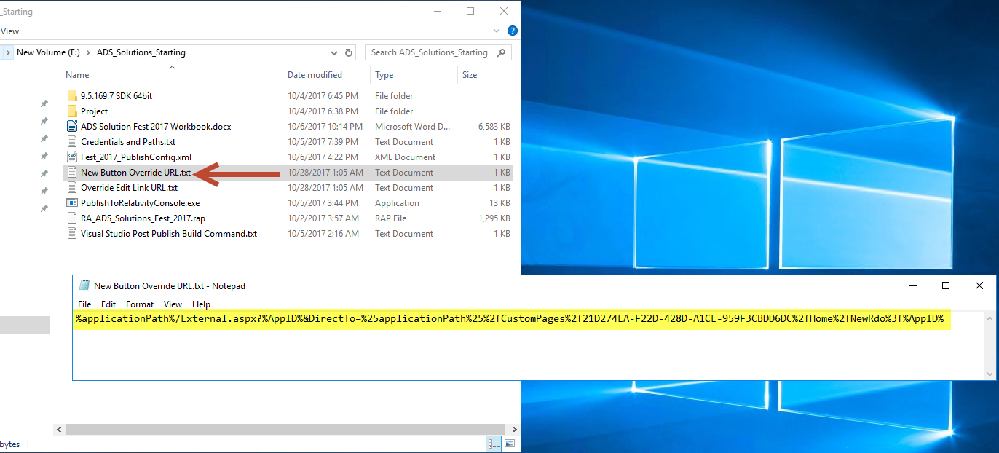 _Starting
View
?
New Volume (E:) > ADS_Solutions_Starting
Search ADS_Solutions_Starting
Name Date modified Type Size
9.5.169.7 SDK 64bit 10/4/2017 6:45 PM File folder
Project 10/4/2017 6:38 PM File folder
ADS Solution Fest 2017 Workbook.docx 10/6/2017 10:14 PM Microsoft Word D... 6,583 KB
Credentials and Paths.txt 10/5/2017 7:39 PM Text Document 1 KB
Fest_2017_PublishConfig.xml 10/6/2017 4:22 PM XML Document 1 KB
New Button Override URL.txt 10/28/2017 1:05 AM Text Document 1 KB
Override Edit Link URL.txt 10/28/2017 1:05 AM Text Document 1 KB
PublishToRelativityConsole.exe 10/5/2017 3:44 PM Application 13 KB
RA_ADS_Solutions_Fest_2017.rap 10/2/2017 3:57 AM RAP File 1,295 KB
Visual Studio Post Publish Build Command.txt 10/5/2017 2:16 AM Text Document 1 KB
New Button Override URL.txt - Notepad
File Edit Format View Help
%applicationPath%/External.aspx?%AppID%&DirectTo=%25applicationPath%25%2fCustomPages%2f21D274EA-F22D-428D-A1CE-959F3CBDD6DC%2fHome%2fNewRdo%3f%AppID%
bytes